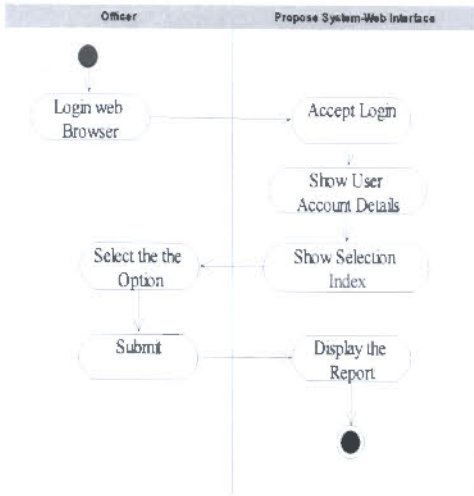 Officer
Propose System-Web Interface
Login web
Browser
Accept Login
Show User
Account Details
Select the the
Option
Show Selection
Index
Submit
Display the
Report